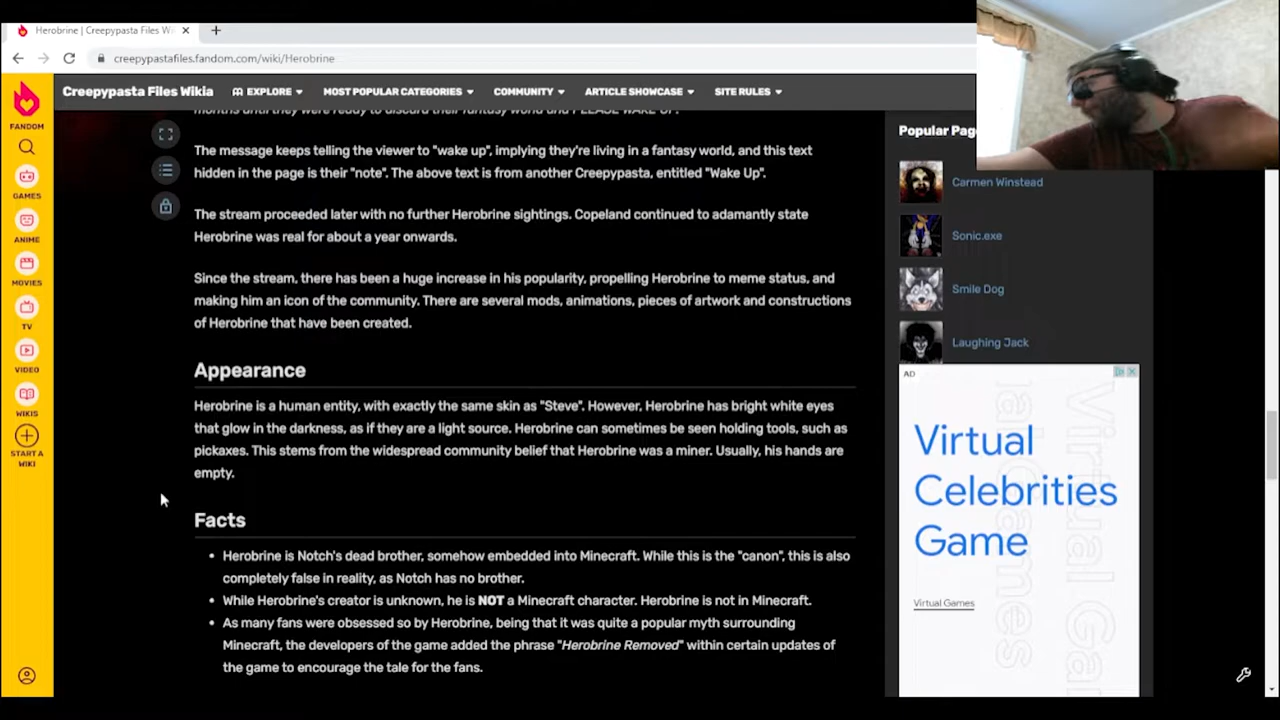 Herobrine | Creepypasta Files Wi
creepypastafiles.fandom.com/wiki/Herobrine
Creepypasta Files Wikia
EXPLORE
MOST POPULAR CATEGORIES
COMMUNITY
ARTICLE SHOWCASE
SITE RULES
FANDOM
GAMES
ANIME
MOVIES
TV
VIDEO
WIKIS
START A
WIKI
months until they were ready to discard their fantasy world and PLEASE WAKE UP.
The message keeps telling the viewer to "wake up", implying they're living in a fantasy world, and this text
hidden in the page is their "note". The above text is from another Creepypasta, entitled "Wake Up".
The stream proceeded later with no further Herobrine sightings. Copeland continued to adamantly state
Herobrine was real for about a year onwards.
Since the stream, there has been a huge increase in his popularity, propelling Herobrine to meme status, and
making him an icon of the community. There are several mods, animations, pieces of artwork and constructions
of Herobrine that have been created.
Appearance
Herobrine is a human entity, with exactly the same skin as "Steve". However, Herobrine has bright white eyes
that glow in the darkness, as if they are a light source. Herobrine can sometimes be seen holding tools, such as
pickaxes. This stems from the widespread community belief that Herobrine was a miner. Usually, his hands are
empty.
Facts
• Herobrine is Notch's dead brother, somehow embedded into Minecraft. While this is the "canon", this is also
completely false in reality, as Notch has no brother.
• While Herobrine's creator is unknown, he is NOT a Minecraft character. Herobrine is not in Minecraft.
• As many fans were obsessed so by Herobrine, being that it was quite a popular myth surrounding
Minecraft, the developers of the game added the phrase "Herobrine Removed" within certain updates of
the game to encourage the tale for the fans.
Popular Pag
Carmen Winstead
Sonic.exe
Smile Dog
Laughing Jack
AD
Virtual
Celebrities
Game
Virtual Games